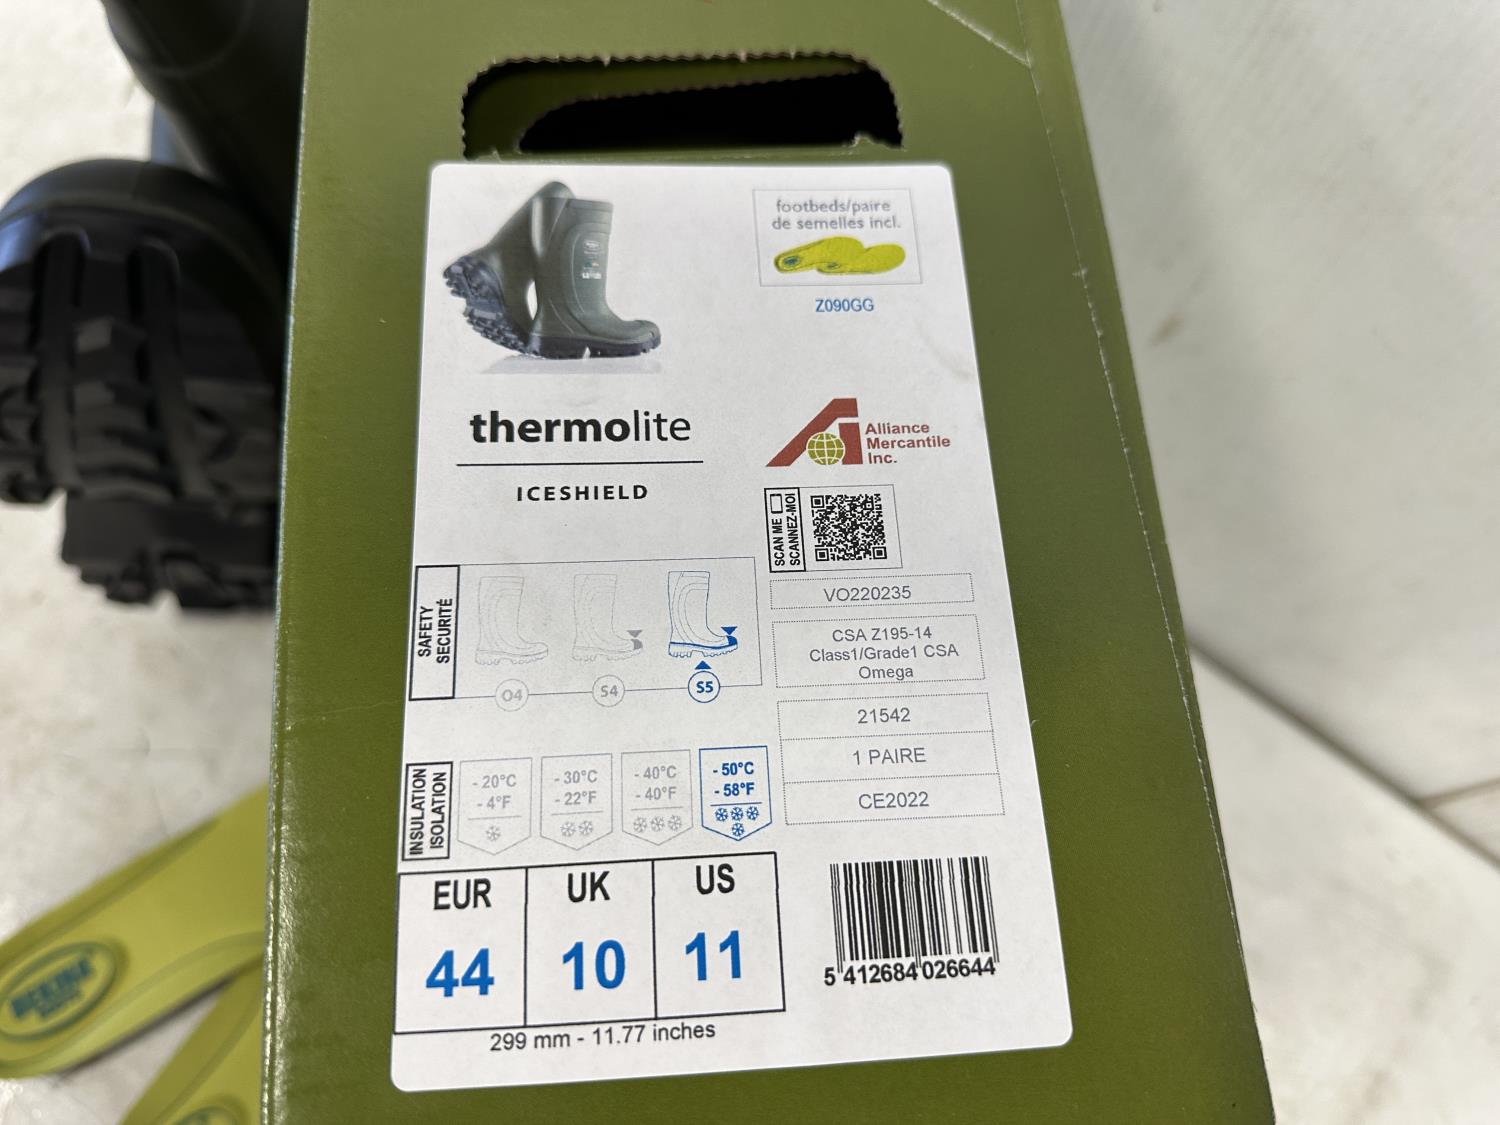 footbeds/paire
de semelles incl.
Z090GG
thermolite
ICESHIELD
Alliance
Mercantile
Inc.
SCAN ME
SCANNEZ-MOI
VO220235
CSA Z195-14
Class1/Grade1 CSA
Omega
21542
1 PAIRE
CE2022
SAFETY
SECURITÉ
O4
S4
S5
INSULATION
ISOLATION
- 20°C
- 4°F
- 30°C
- 22°F
- 40°C
- 40°F
- 50°C
- 58°F
EUR
UK
US
44
10
11
299 mm - 11.77 inches
5 412684 026644
BEKINA